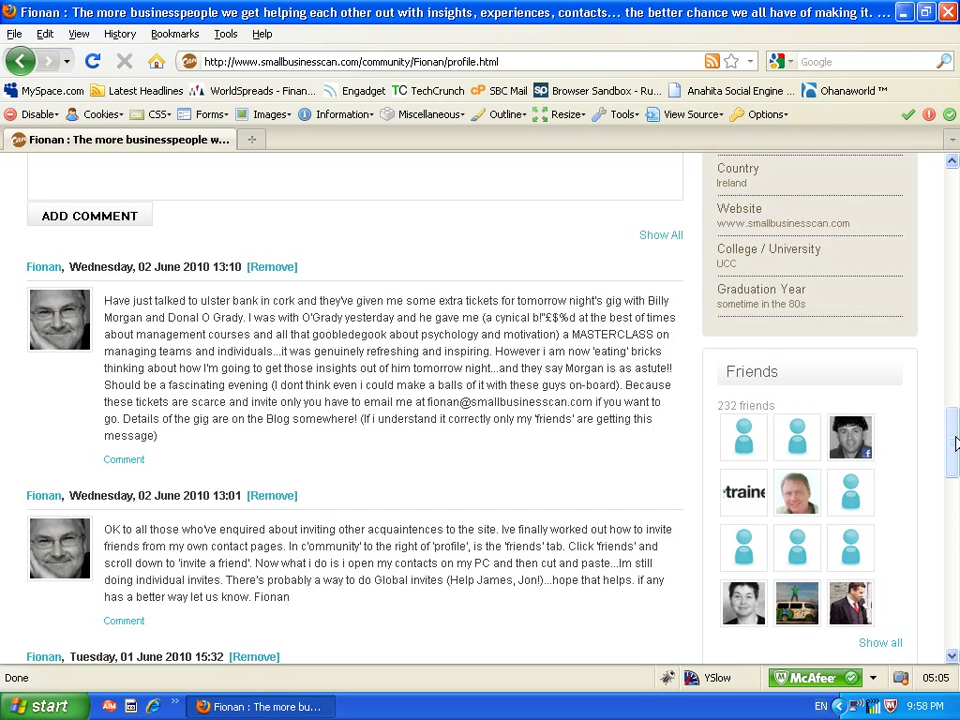 Fionan : The more businesspeople we get helping each other out with insights, experiences, contacts... the better chance we all have of making it. ...
File Edit View History Bookmarks Tools Help
http://www.smallbusinesscan.com/community/Fionan/profile.html
Google
MySpace.com Latest Headlines WorldSpreads - Finan... Engadget TechCrunch SBC Mail Browser Sandbox - Ru... Anahita Social Engine ... Ohanaworld ™
Disable Cookies CSS Forms Images Information Miscellaneous Outline Resize Tools View Source Options
Fionan : The more businesspeople w...
ADD COMMENT
Show All
Fionan, Wednesday, 02 June 2010 13:10 [Remove]
Have just talked to ulster bank in cork and they've given me some extra tickets for tomorrow night's gig with Billy
Morgan and Donal O Grady. I was with O'Grady yesterday and he gave me (a cynical b!"£$%d at the best of times
about management courses and all that goobledegook about psychology and motivation) a MASTERCLASS on
managing teams and individuals...it was genuinely refreshing and inspiring. However i am now 'eating' bricks
thinking about how I'm going to get those insights out of him tomorrow night...and they say Morgan is as astute!!
Should be a fascinating evening (I dont think even i could make a balls of it with these guys on-board). Because
these tickets are scarce and invite only you have to email me at fionan@smallbusinesscan.com if you want to
go. Details of the gig are on the Blog somewhere! (If i understand it correctly only my 'friends' are getting this
message)
Comment
Fionan, Wednesday, 02 June 2010 13:01 [Remove]
OK to all those who've enquired about inviting other acquaintences to the site. Ive finally worked out how to invite
friends from my own contact pages. In c'ommunity' to the right of 'profile', is the 'friends' tab. Click 'friends' and
scroll down to 'invite a friend'. Now what i do is i open my contacts on my PC and then cut and paste...Im still
doing individual invites. There's probably a way to do Global invites (Help James, Jon!)...hope that helps. if any
has a better way let us know. Fionan
Comment
Fionan, Tuesday, 01 June 2010 15:32 [Remove]
Country
Ireland
Website
www.smallbusinesscan.com
College / University
UCC
Graduation Year
sometime in the 80s
Friends
232 friends
traine
Show all
Done
YSlow
McAfee
05:05
start
Fionan : The more bu...
EN
9:58 PM